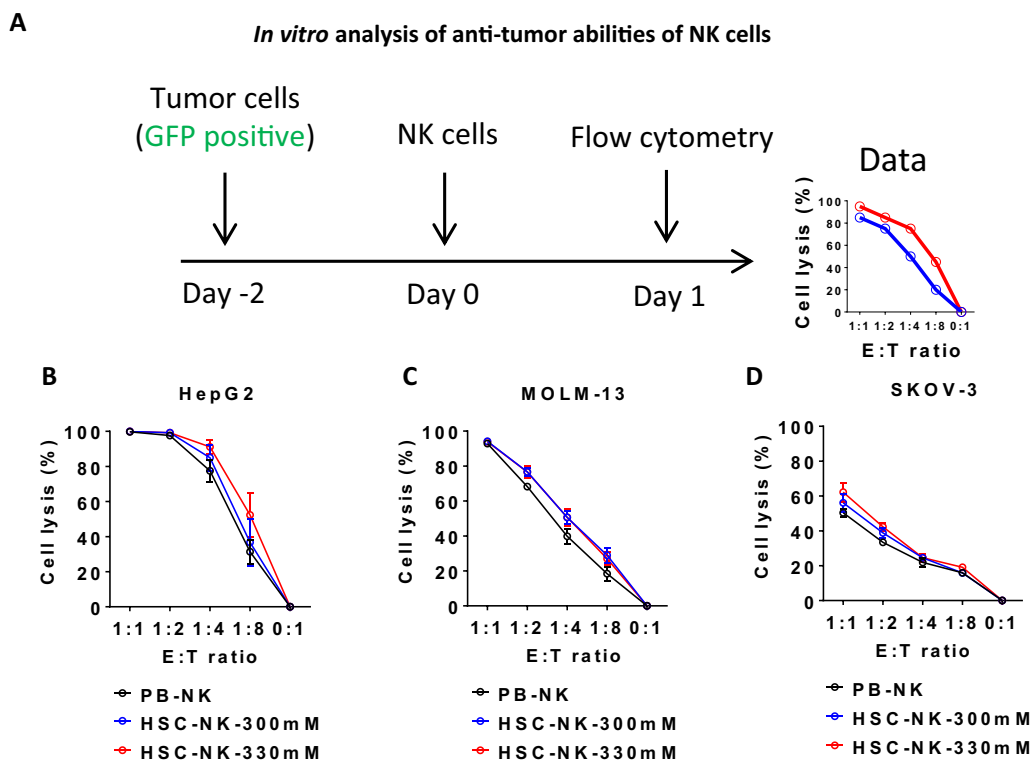 A
In vitro analysis of anti-tumor abilities of NK cells
Tumor cells
(GFP positive)
NK cells
Flow cytometry
Day -2
Day 0
Day 1
Data
Cell lysis (%)
100
80
60
40
20
0
1:1 1:2 1:4 1:8 0:1
E:T ratio
B
HepG2
Cell lysis (%)
100
80
60
40
20
0
1:1 1:2 1:4 1:8 0:1
E:T ratio
PB-NK
HSC-NK-300mM
HSC-NK-330mM
C
MOLM-13
Cell lysis (%)
100
80
60
40
20
0
1:1 1:2 1:4 1:8 0:1
E:T ratio
PB-NK
HSC-NK-300mM
HSC-NK-330mM
D
SKOV-3
Cell lysis (%)
100
80
60
40
20
0
1:1 1:2 1:4 1:8 0:1
E:T ratio
PB-NK
HSC-NK-300mM
HSC-NK-330mM